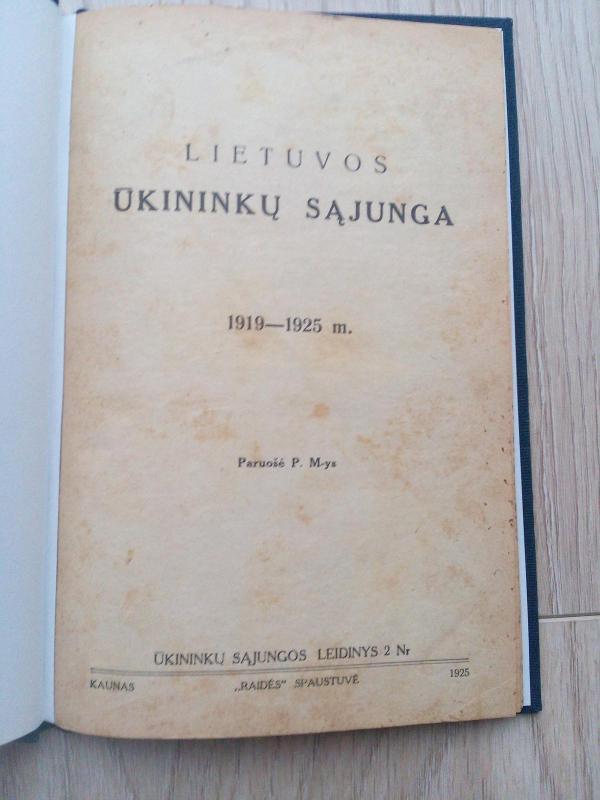 LIETUVOS
ŪKININKŲ SĄJUNGA
1919—1925 m.
Paruošė P. M-ys
ŪKININKŲ SĄJUNGOS LEIDINYS 2 Nr
KAUNAS „RAIDĖS" SPAUSTUVĖ 1925